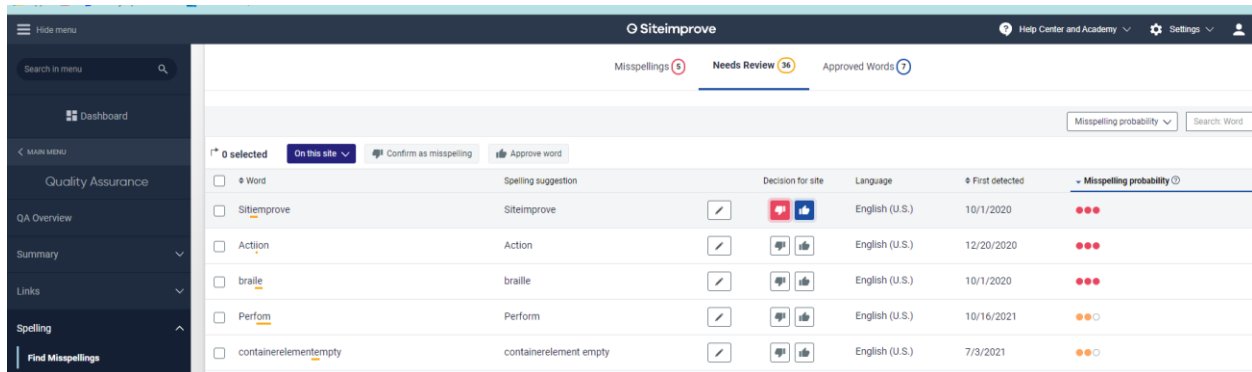 Hide menu
Siteimprove
Help Center and Academy
Settings
Search in menu
Misspellings 5
Needs Review 36
Approved Words 7
Dashboard
Misspelling probability
Search: Word
MAIN MENU
0 selected
On this site
Confirm as misspelling
Approve word
Quality Assurance
Word
Spelling suggestion
Decision for site
Language
First detected
Misspelling probability
QA Overview
Sitiemprove Siteimprove English (U.S.) 10/1/2020
Summary
Actiion Action English (U.S.) 12/20/2020
Links
braile braille English (U.S.) 10/1/2020
Spelling
Perfom Perform English (U.S.) 10/16/2021
Find Misspellings
containerelementempty containerelement empty English (U.S.) 7/3/2021